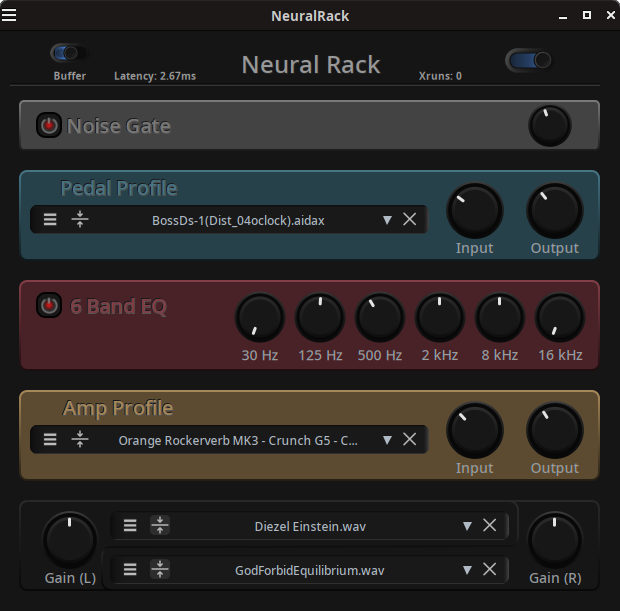 NeuralRack
Buffer
Latency: 2.67ms
Neural Rack
Xruns: 0
Noise Gate
Pedal Profile
BossDs-1(Dist_04oclock).aidax
Input
Output
6 Band EQ
30 Hz
125 Hz
500 Hz
2 kHz
8 kHz
16 kHz
Amp Profile
Orange Rockerverb MK3 - Crunch G5 - C...
Input
Output
Diezel Einstein.wav
GodForbidEquilibrium.wav
Gain (L)
Gain (R)